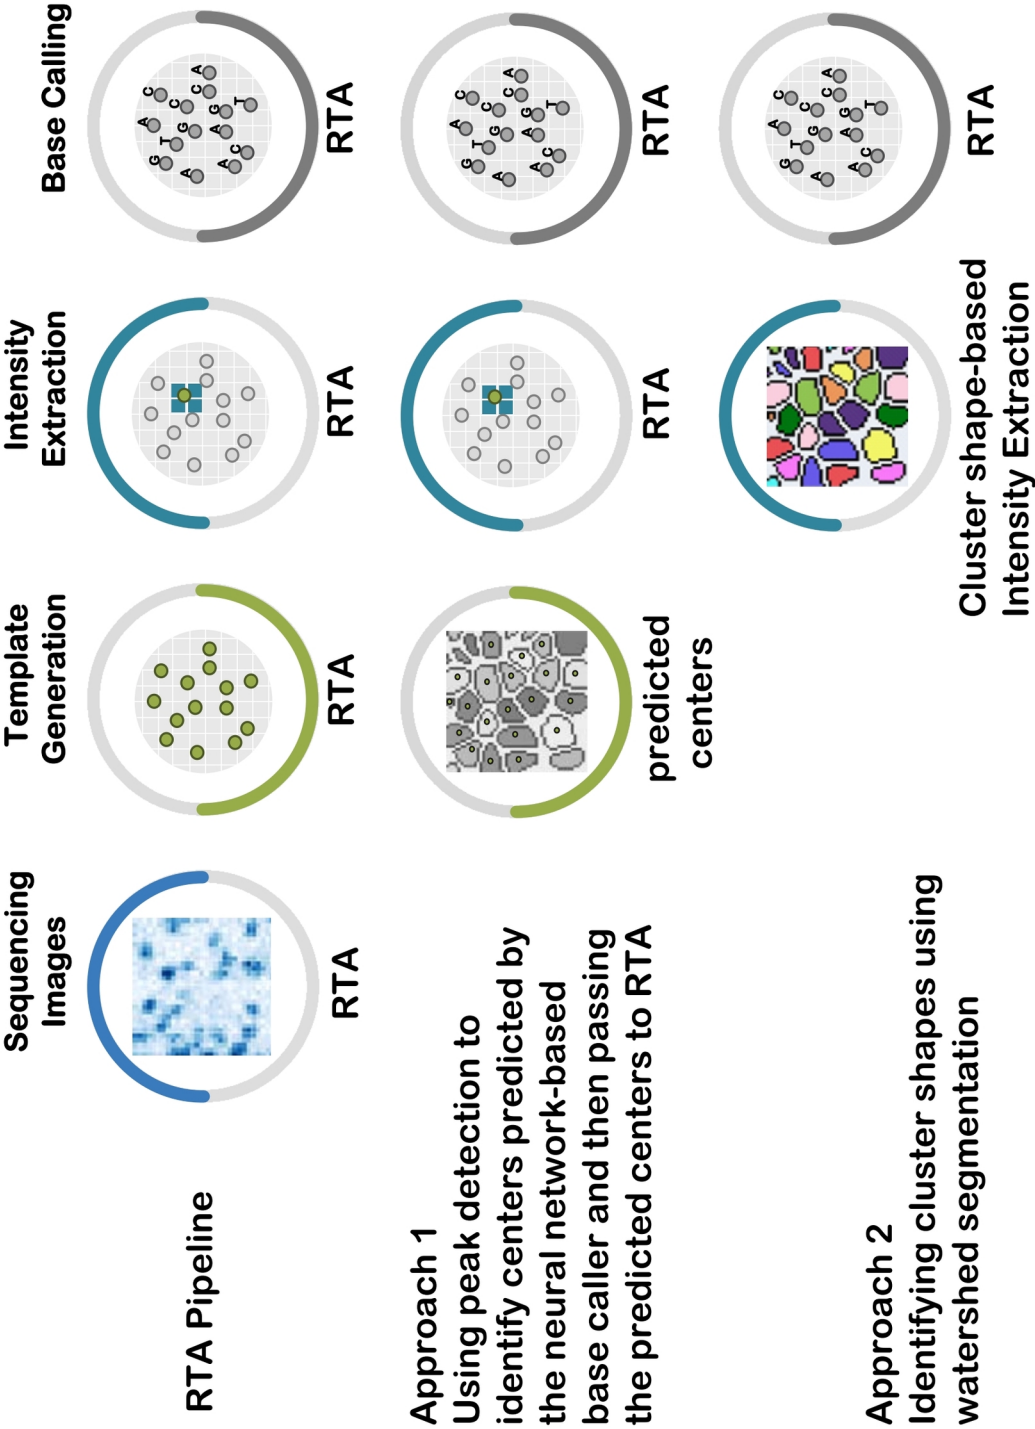 Sequencing
Images
Template
Generation
Intensity
Extraction
Base Calling
RTA Pipeline
G A C
T C
A G C A
A A G
C T
RTA
RTA
RTA
RTA
Approach 1
Using peak detection to
identify centers predicted by
the neural network-based
base caller and then passing
the predicted centers to RTA
G A C
T C
A G C A
A A G
C T
predicted
centers
RTA
RTA
Approach 2
Identifying cluster shapes using
watershed segmentation
G A C
T C
A G C A
A A G
C T
Cluster shape-based
Intensity Extraction
RTA